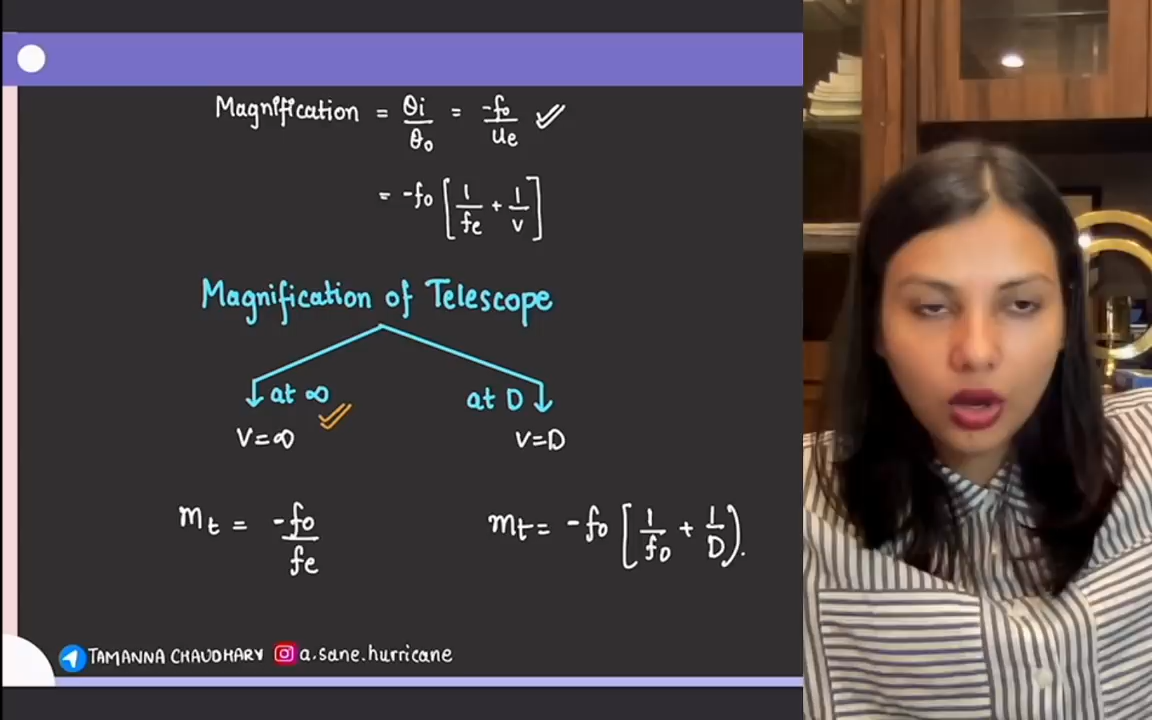 Magnification = θi/θo = -fo/ue
= -fo [1/fe + 1/v]
Magnification of Telescope
at ∞ at D
V=∞ V=D
mt = -fo/fe mt = -fo [1/fo + 1/D).
TAMANNA CHAUDHARY a.sane.hurricane